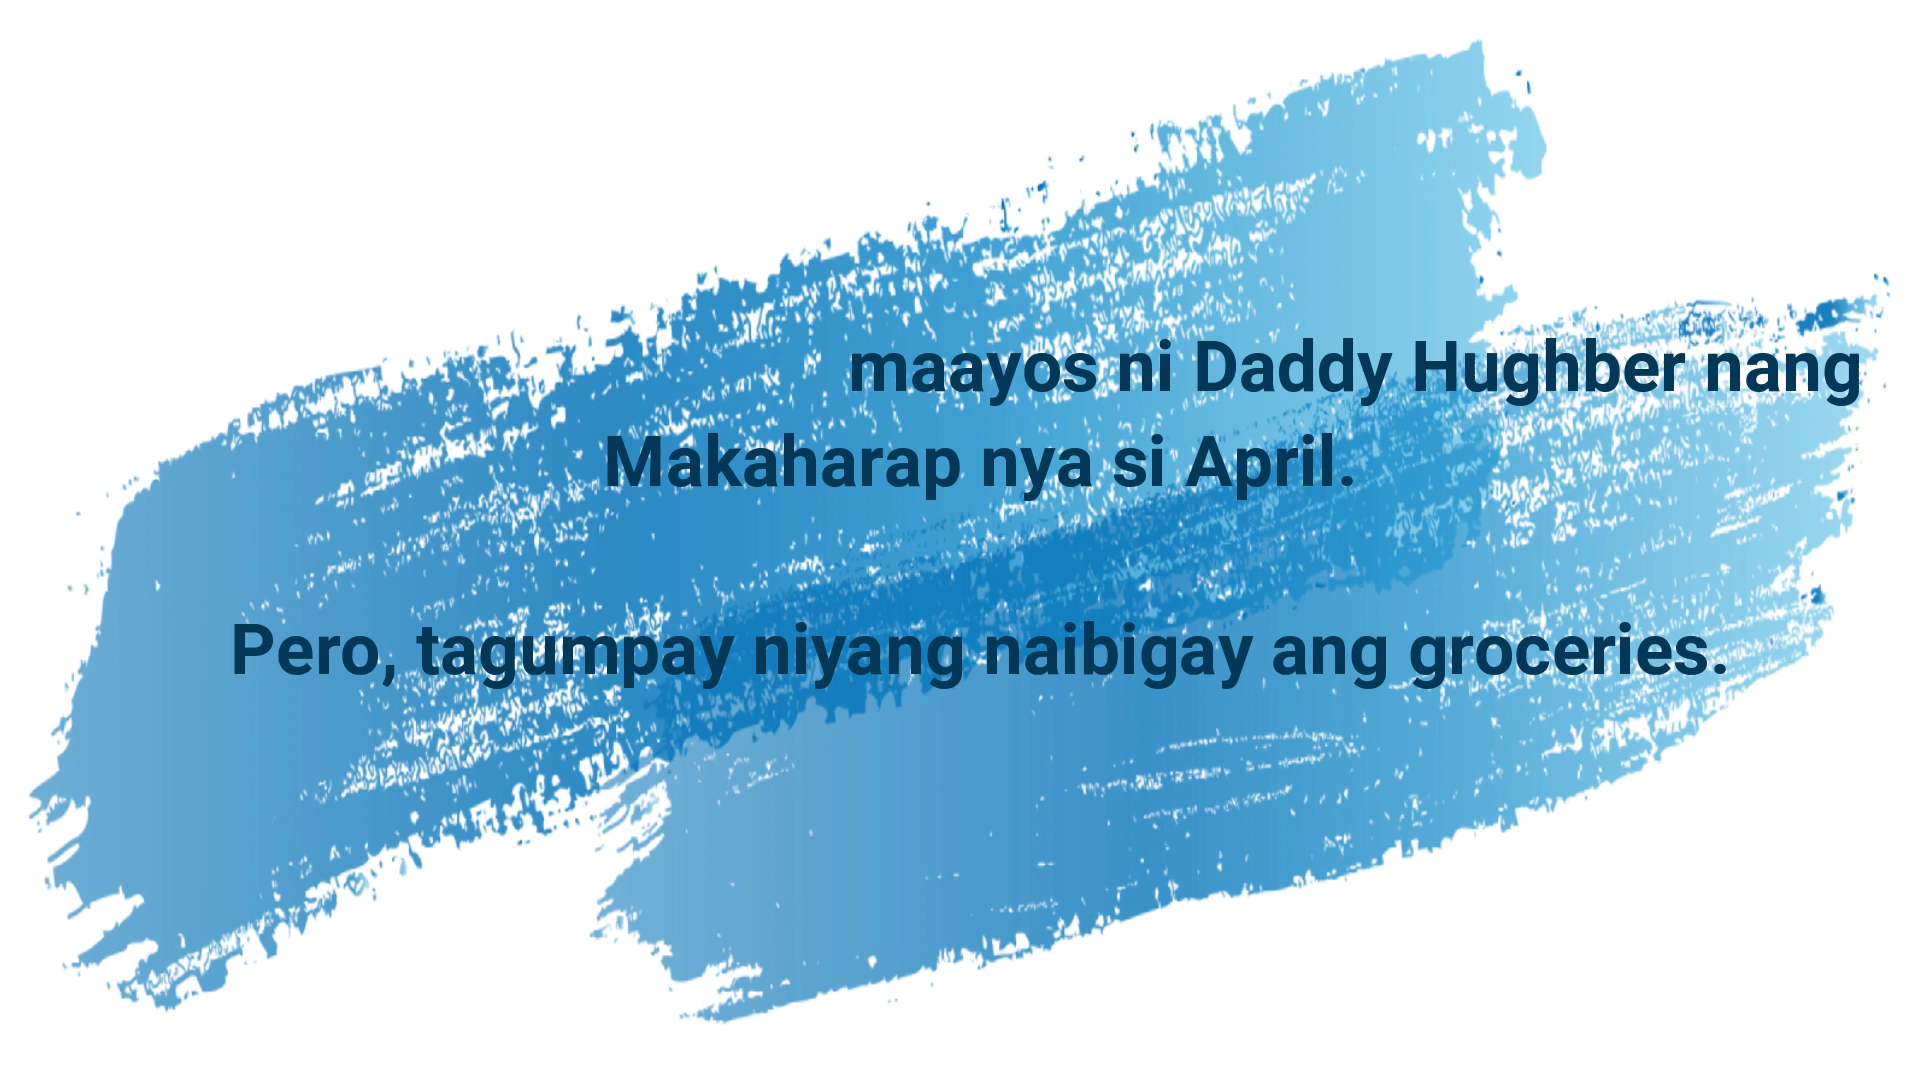 maayos ni Daddy Hughber nang
Makaharap nya si April.
Pero, tagumpay niyang naibigay ang groceries.